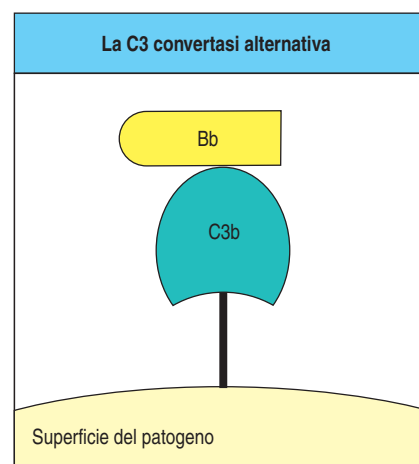 La C3 convertasi alternativa
Bb
C3b
Superficie del patogeno